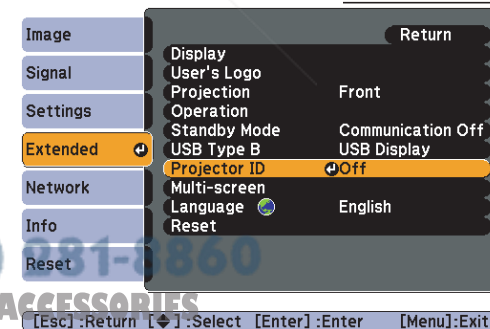 Image
Signal
Settings
Extended
Network
Info
Reset
Return
Display
User's Logo
Projection Front
Operation
Standby Mode Communication Off
USB Type B USB Display
Projector ID Off
Multi-screen
Language English
Reset
) 981-8860
ACCESSORIES
[Esc] :Return [◆] :Select [Enter] :Enter [Menu]:Exit